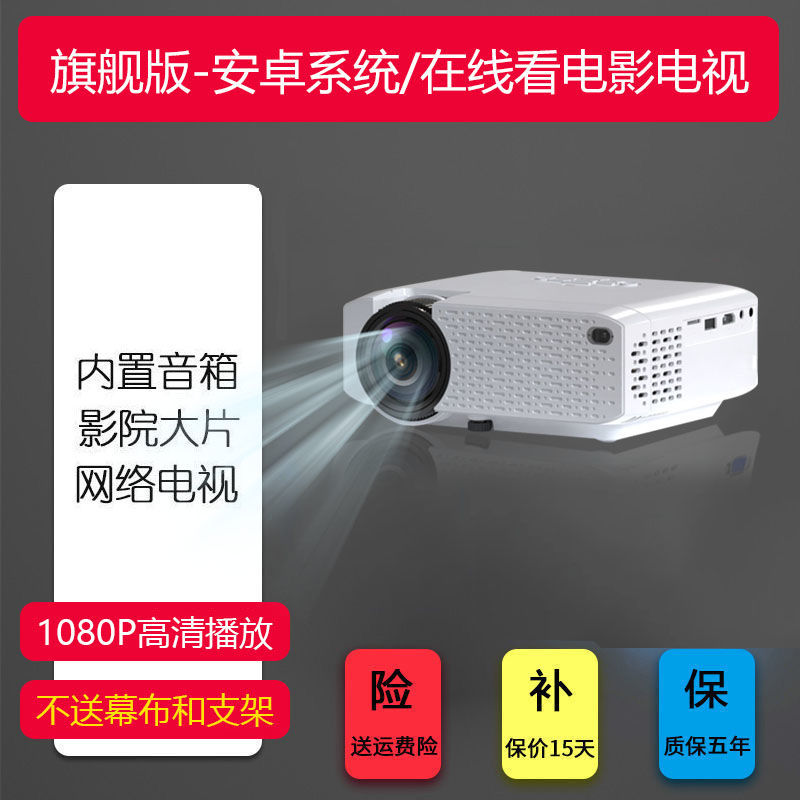 旗舰版-安卓系统/在线看电影电视
内置音箱
影院大片
网络电视
1080P高清播放
不送幕布和支架
险
送运费险
补
保价15天
保
质保五年